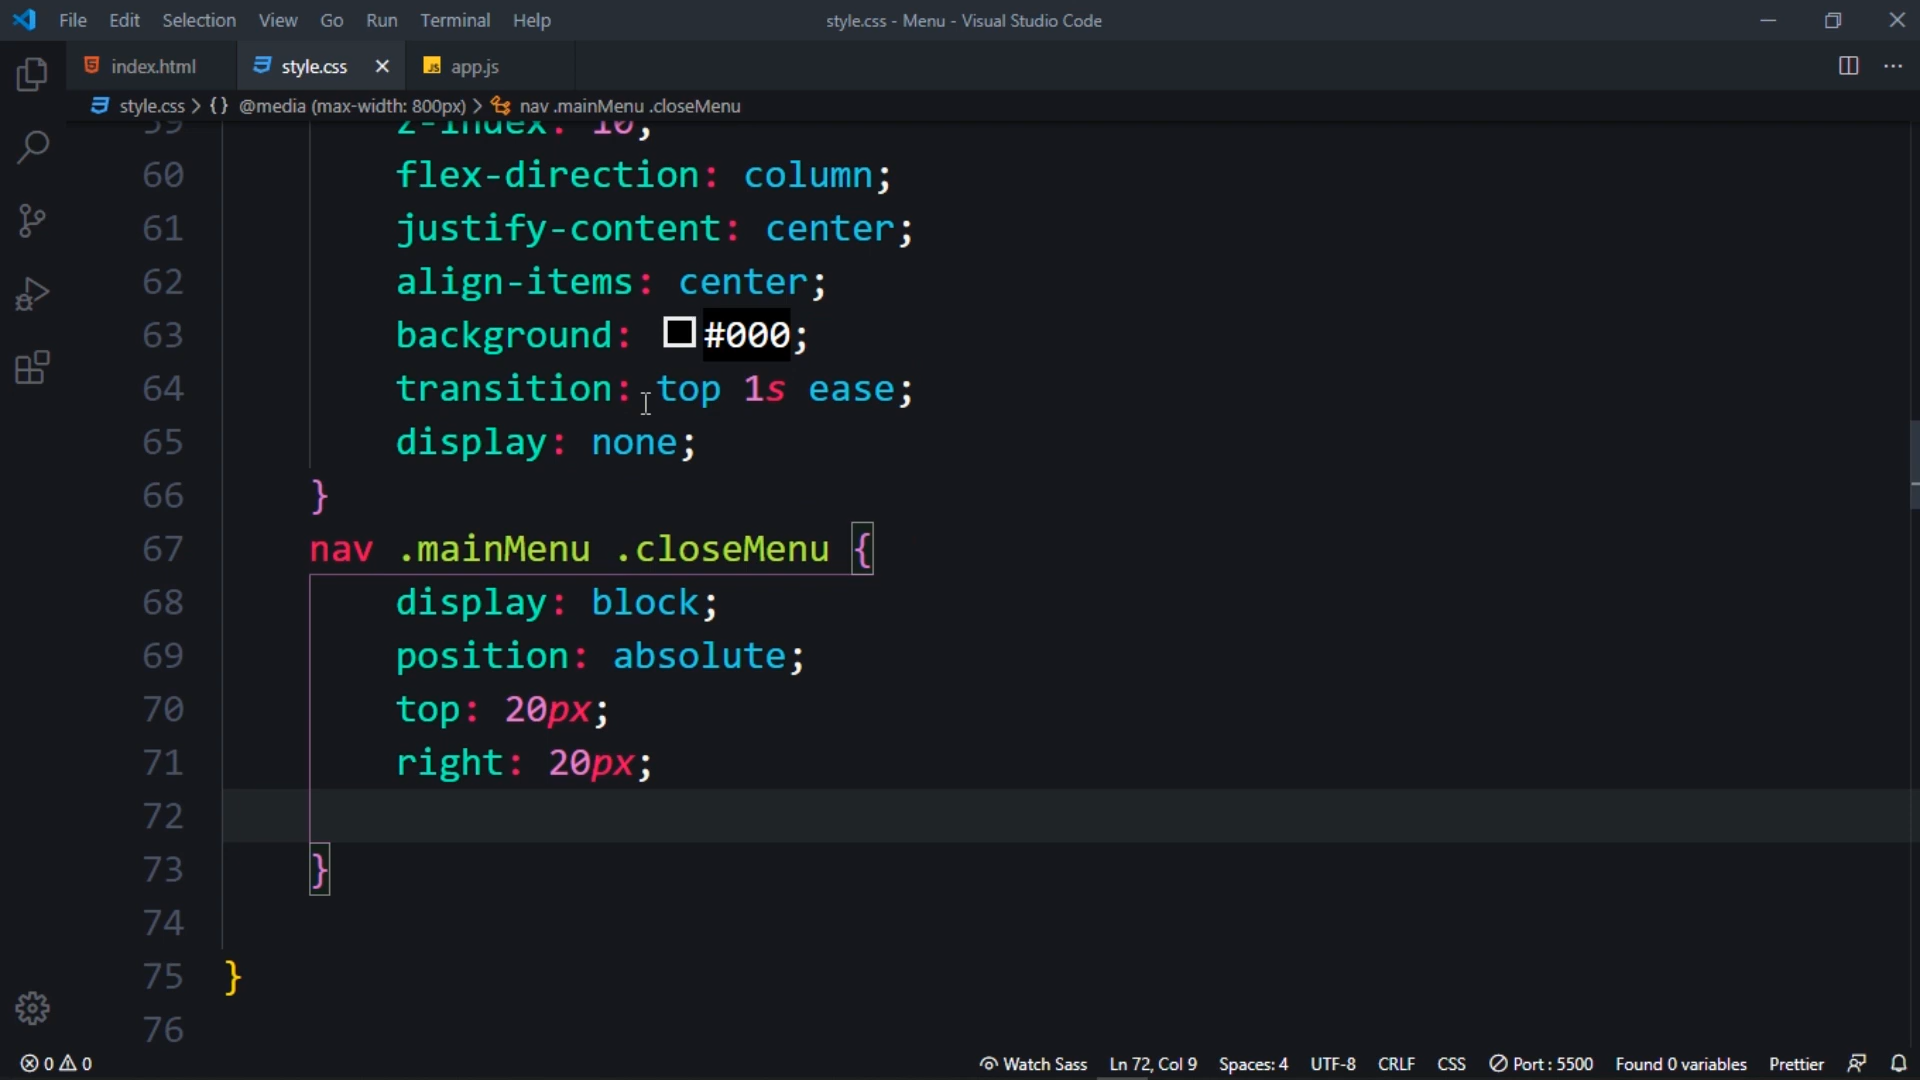 File Edit Selection View Go Run Terminal Help style.css - Menu - Visual Studio Code
index.html style.css app.js
style.css > {} @media (max-width: 800px) > nav .mainMenu .closeMenu
59 z-index: 10;
60 flex-direction: column;
61 justify-content: center;
62 align-items: center;
63 background: #000;
64 transition: top 1s ease;
65 display: none;
66 }
67 nav .mainMenu .closeMenu {
68 display: block;
69 position: absolute;
70 top: 20px;
71 right: 20px;
72
73 }
74
75 }
76
0 0 Watch Sass Ln 72, Col 9 Spaces: 4 UTF-8 CRLF CSS Port : 5500 Found 0 variables Prettier